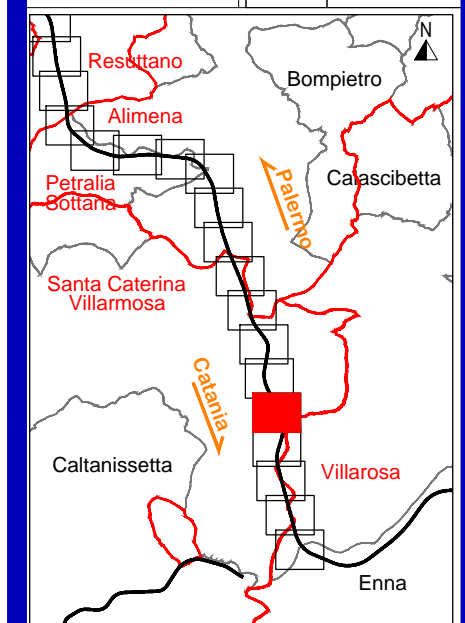 N
Resuttano
Bompietro
Alimena
Calascibetta
Petralia
Sottana
Palermo
Santa Caterina
Villarmosa
Catania
Caltanissetta
Villarosa
Enna